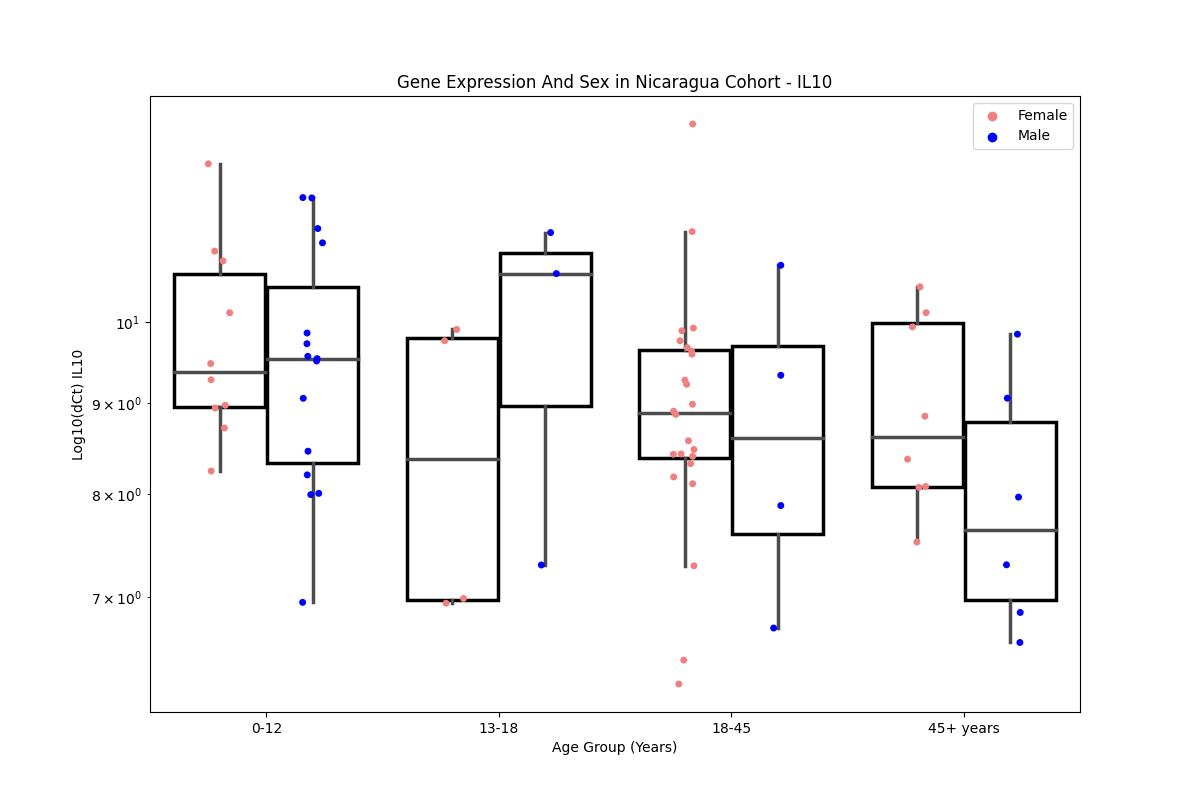 Gene Expression And Sex in Nicaragua Cohort - IL10
Female
Male
Log10(dCt) IL10
10¹
9 × 10⁰
8 × 10⁰
7 × 10⁰
0-12
13-18
18-45
45+ years
Age Group (Years)